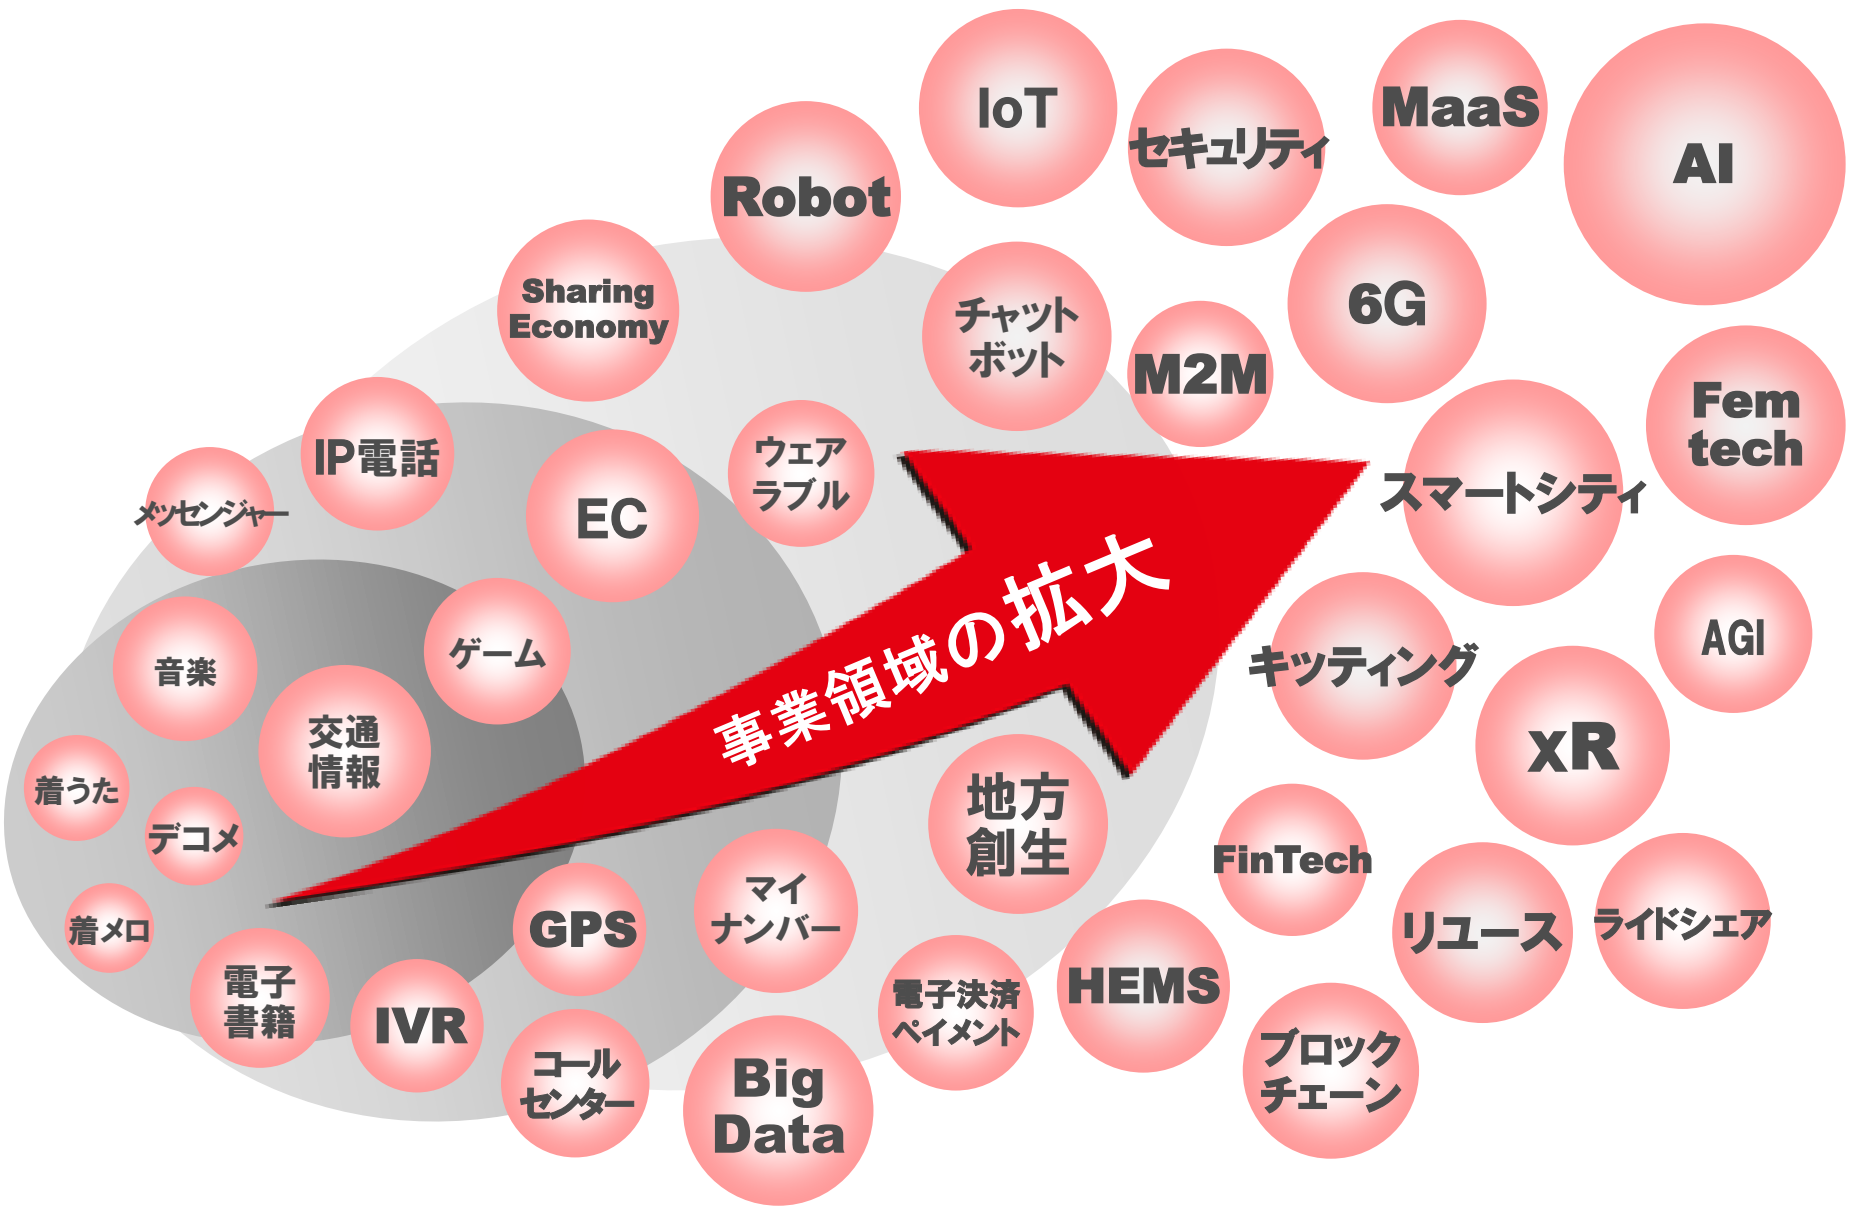 IoT
セキュリティ
MaaS
AI
Robot
Sharing
Economy
チャット
ボット
M2M
6G
Fem
tech
IP電話
メッセンジャー
EC
ウェア
ラブル
スマートシティ
事業領域の拡大
音楽
交通
情報
ゲーム
キッティング
AGI
xR
着うた
デコメ
着メロ
電子
書籍
IVR
GPS
コール
センター
マイ
ナンバー
Big
Data
地方
創生
電子決済
ペイメント
HEMS
FinTech
リユース
ライドシェア
ブロック
チェーン